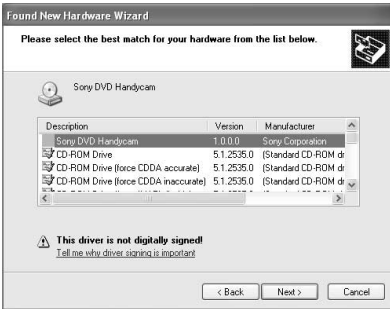 Found New Hardware Wizard
Please select the best match for your hardware from the list below.
Sony DVD Handycam
Description Version Manufacturer
Sony DVD Handycam 1.0.0.0 Sony Corporation
CD-ROM Drive 5.1.2535.0 (Standard CD-ROM dr
CD-ROM Drive (force CDDA accurate) 5.1.2535.0 (Standard CD-ROM dr
CD-ROM Drive (force CDDA inaccurate) 5.1.2535.0 (Standard CD-ROM dr
This driver is not digitally signed!
Tell me why driver signing is important
< Back Next > Cancel